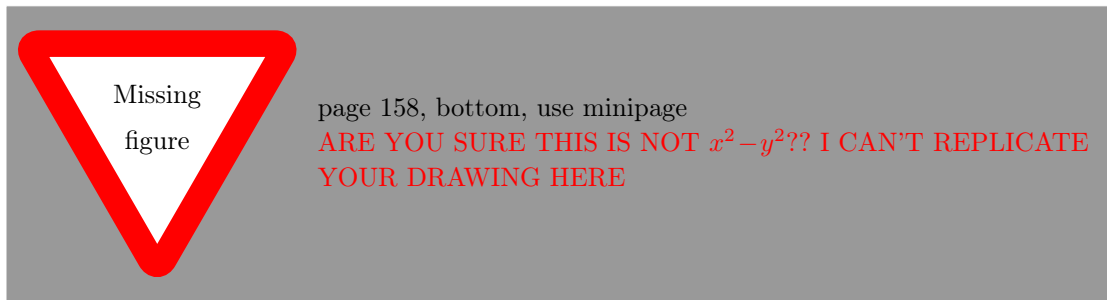 Missing
figure
page 158, bottom, use minipage
ARE YOU SURE THIS IS NOT x²−y²?? I CAN'T REPLICATE
YOUR DRAWING HERE